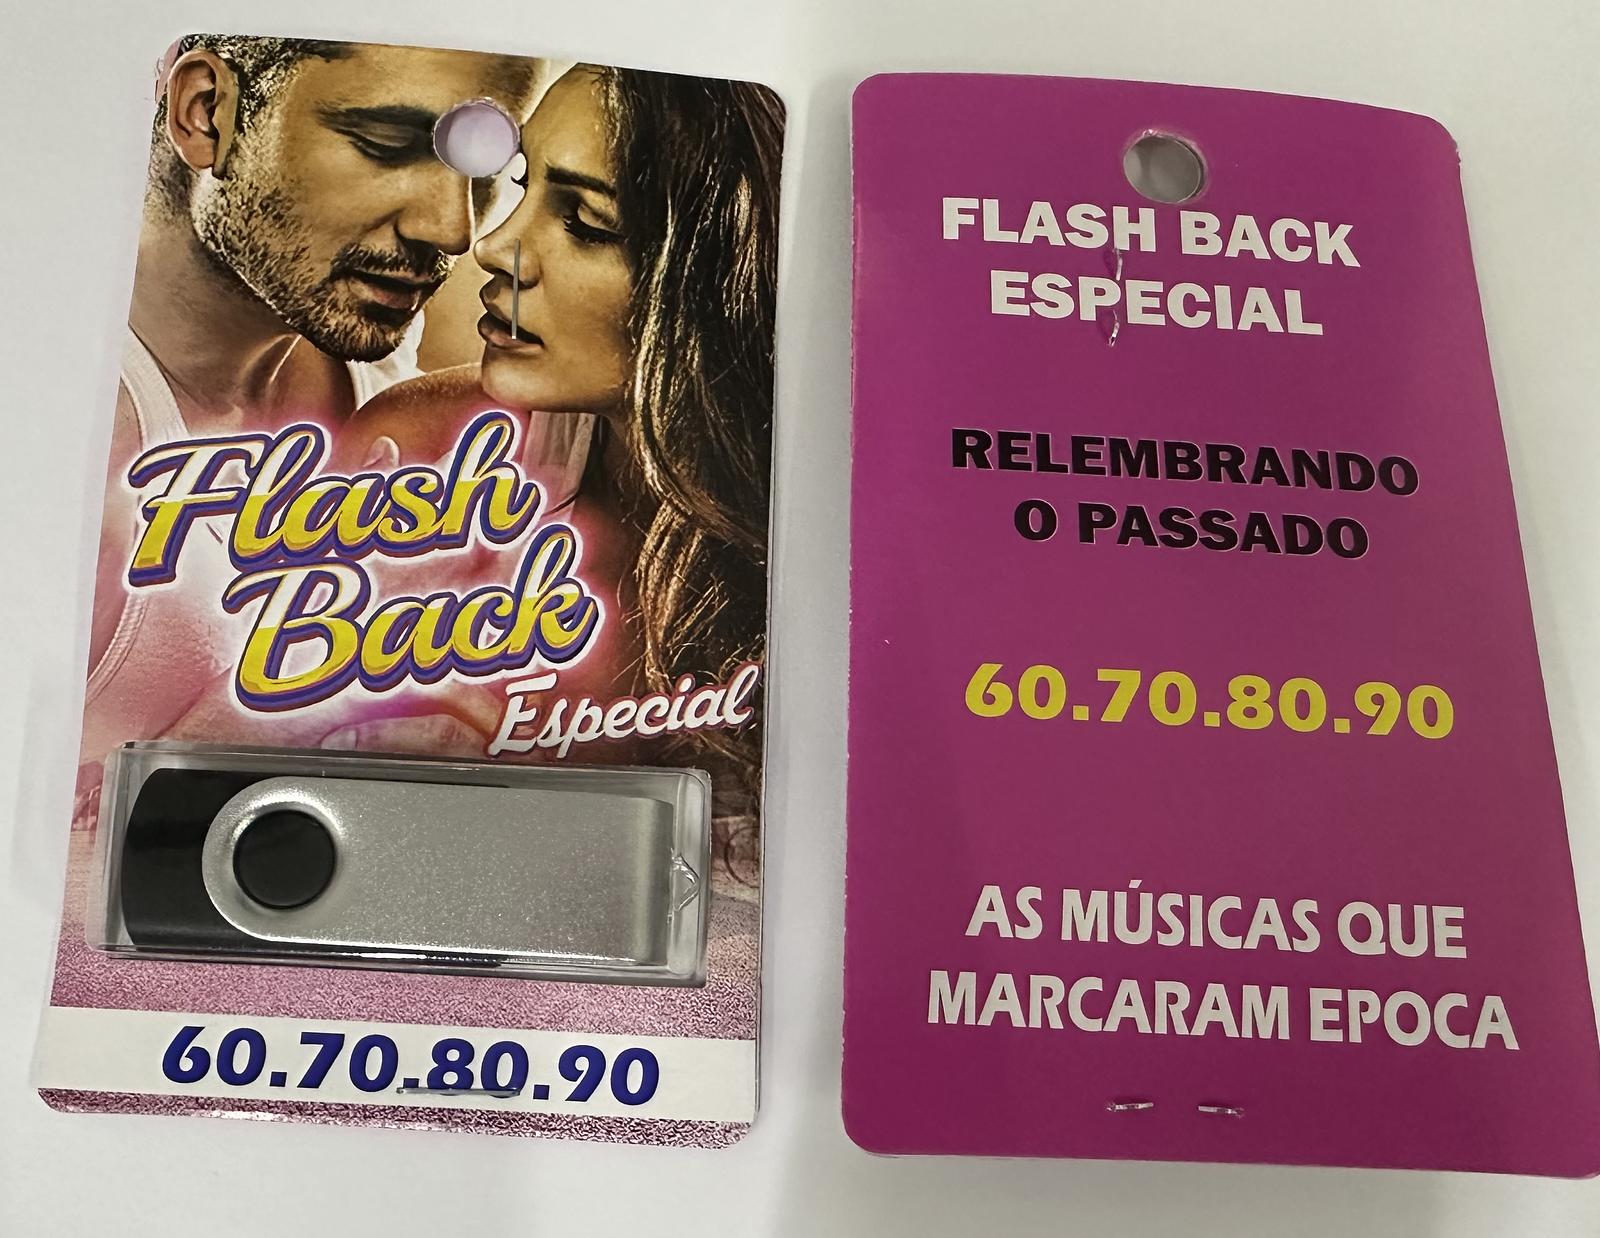 Flash
Back
Especial
60.70.80.90
FLASH BACK
ESPECIAL
RELEMBRANDO
O PASSADO
60.70.80.90
AS MÚSICAS QUE
MARCARAM EPOCA